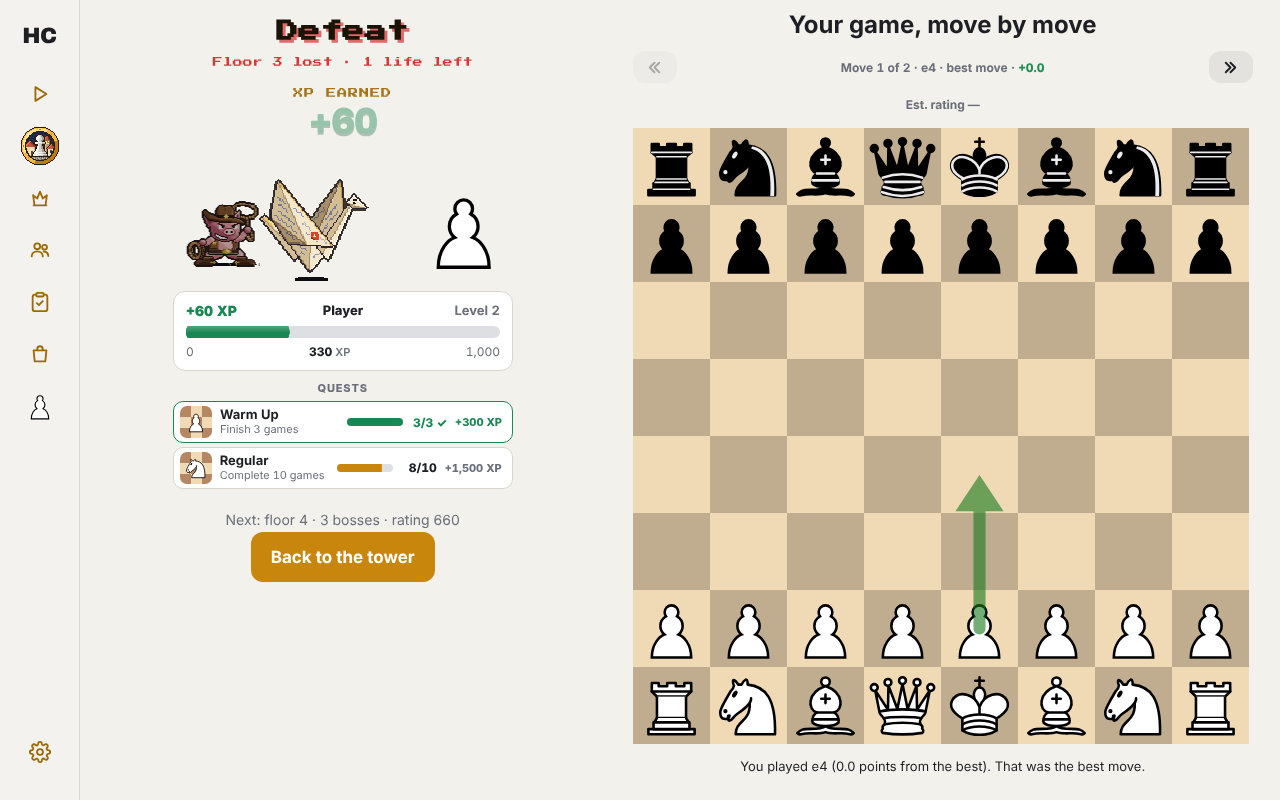 HC
Defeat
Floor 3 lost · 1 life left
XP EARNED
+60
+60 XP Player Level 2
0 330 XP 1,000
QUESTS
Warm Up
Finish 3 games
3/3 ✓ +300 XP
Regular
Complete 10 games
8/10 +1,500 XP
Next: floor 4 · 3 bosses · rating 660
Back to the tower
Your game, move by move
Move 1 of 2 · e4 · best move · +0.0
Est. rating —
You played e4 (0.0 points from the best). That was the best move.